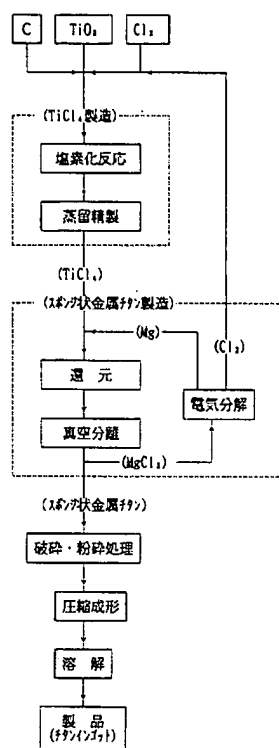 C
TiO₂
Cl₂
(TiCl₄製造)
塩素化反応
蒸留精製
(TiCl₄)
(スポンジ状金属チタン製造)
(Mg)
(Cl₂)
還元
電気分解
真空分離
(MgCl₂)
(スポンジ状金属チタン)
破砕・粉砕処理
圧縮成形
溶解
製品
(チタンインゴット)